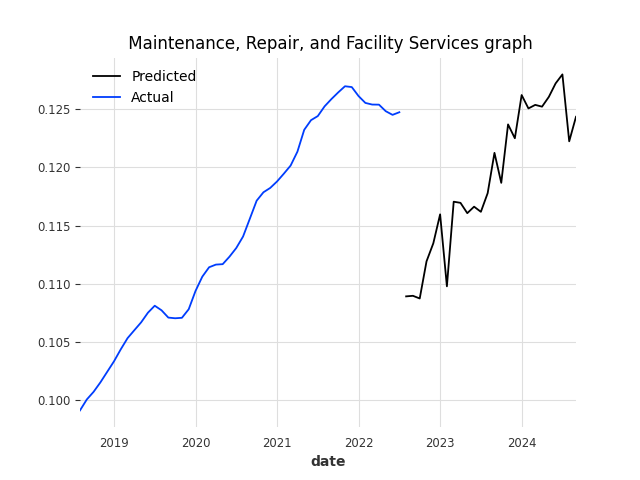 Maintenance, Repair, and Facility Services graph
Predicted
Actual
0.125
0.120
0.115
0.110
0.105
0.100
2019 2020 2021 2022 2023 2024
date